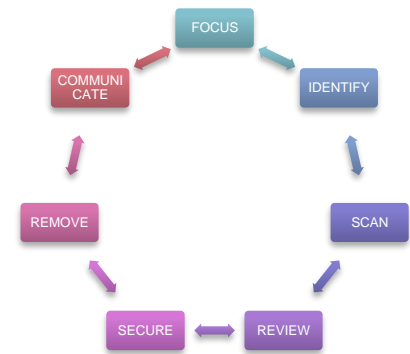 FOCUS
IDENTIFY
SCAN
REVIEW
SECURE
REMOVE
COMMUNI
CATE